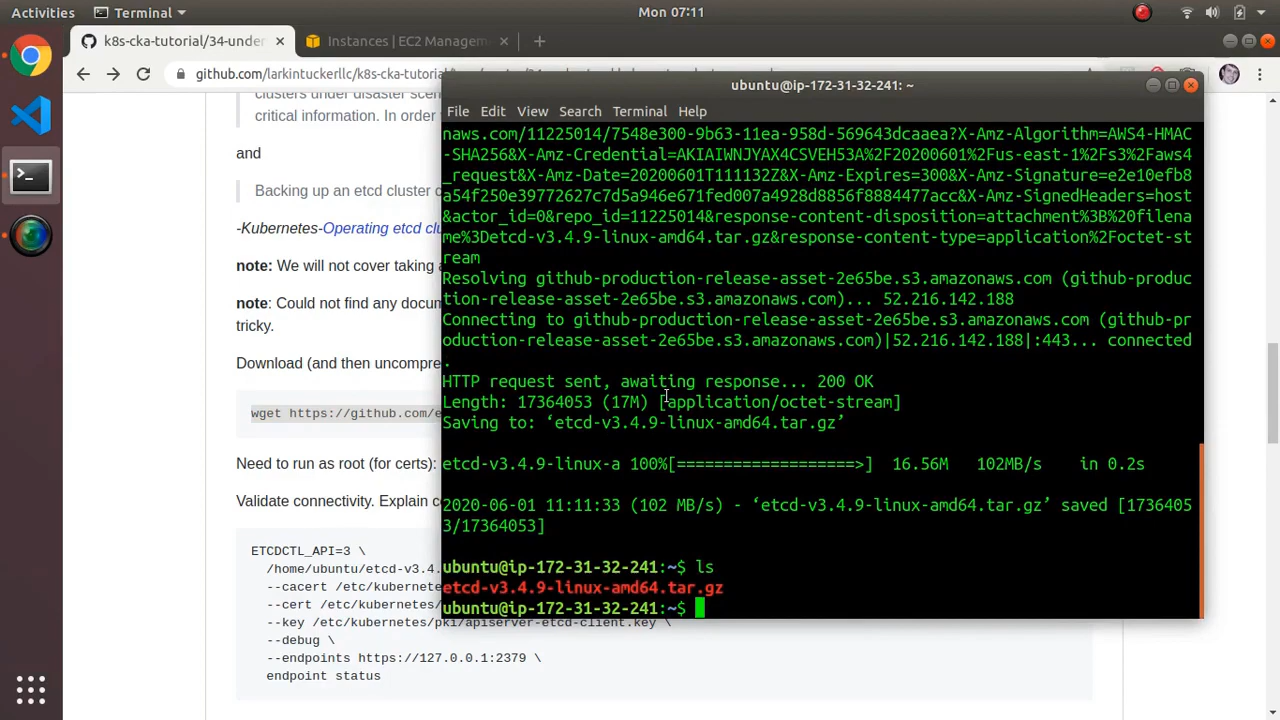 Activities
Terminal
Mon 07:11
k8s-cka-tutorial/34-under
Instances | EC2 Managem
github.com/larkintuckerllc/k8s-cka-tutorial
clusters under disaster scen
critical information. In order
and
Backing up an etcd cluster c
-Kubernetes-Operating etcd clu
note: We will not cover taking
note: Could not find any docum
tricky.
Download (and then uncompre
wget https://github.com/e
Need to run as root (for certs):
Validate connectivity. Explain c
ETCDCTL_API=3 \
/home/ubuntu/etcd-v3.4.
--cacert /etc/kubernete
--cert /etc/kubernetes/
--key /etc/kubernetes/pki/apiserver-etcd-client.key \
--debug \
--endpoints https://127.0.0.1:2379 \
endpoint status
ubuntu@ip-172-31-32-241: ~
File Edit View Search Terminal Help
naws.com/11225014/7548e300-9b63-11ea-958d-569643dcaaea?X-Amz-Algorithm=AWS4-HMAC
-SHA256&X-Amz-Credential=AKIAIWNJYAX4CSVEH53A%2F20200601%2Fus-east-1%2Fs3%2Faws4
_request&X-Amz-Date=20200601T111132Z&X-Amz-Expires=300&X-Amz-Signature=e2e10efb8
a54f250e39772627c7d5a946e671fed007a4928d8856f8884477acc&X-Amz-SignedHeaders=host
&actor_id=0&repo_id=11225014&response-content-disposition=attachment%3B%20filena
me%3Detcd-v3.4.9-linux-amd64.tar.gz&response-content-type=application%2Foctet-st
ream
Resolving github-production-release-asset-2e65be.s3.amazonaws.com (github-produc
tion-release-asset-2e65be.s3.amazonaws.com)... 52.216.142.188
Connecting to github-production-release-asset-2e65be.s3.amazonaws.com (github-pr
oduction-release-asset-2e65be.s3.amazonaws.com)|52.216.142.188|:443... connected
.
HTTP request sent, awaiting response... 200 OK
Length: 17364053 (17M) [application/octet-stream]
Saving to: ‘etcd-v3.4.9-linux-amd64.tar.gz’
etcd-v3.4.9-linux-a 100%[===================>] 16.56M 102MB/s in 0.2s
2020-06-01 11:11:33 (102 MB/s) - ‘etcd-v3.4.9-linux-amd64.tar.gz’ saved [1736405
3/17364053]
ubuntu@ip-172-31-32-241:~$ ls
etcd-v3.4.9-linux-amd64.tar.gz
ubuntu@ip-172-31-32-241:~$